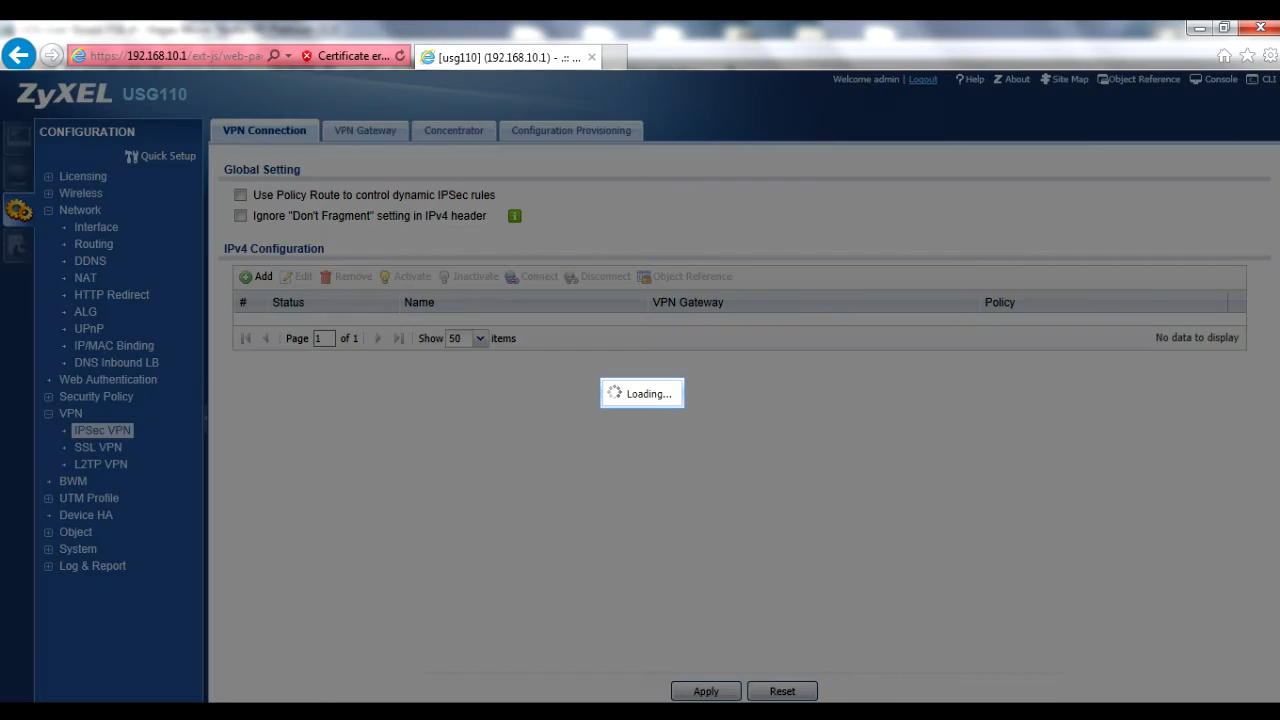 https://192.168.10.1/ext-js/web-pa
Certificate er...
[usg110] (192.168.10.1) - .:: ...
ZyXEL USG110
Welcome admin | Logout
? Help
Z About
Site Map
Object Reference
Console
CLI
CONFIGURATION
Quick Setup
Licensing
Wireless
Network
Interface
Routing
DDNS
NAT
HTTP Redirect
ALG
UPnP
IP/MAC Binding
DNS Inbound LB
Web Authentication
Security Policy
VPN
IPSec VPN
SSL VPN
L2TP VPN
BWM
UTM Profile
Device HA
Object
System
Log & Report
VPN Connection
VPN Gateway
Concentrator
Configuration Provisioning
Global Setting
Use Policy Route to control dynamic IPSec rules
Ignore "Don't Fragment" setting in IPv4 header
IPv4 Configuration
Add Edit Remove Activate Inactivate Connect Disconnect Object Reference
# Status Name VPN Gateway Policy
Page 1 of 1 Show 50 items
No data to display
Loading...
Apply
Reset